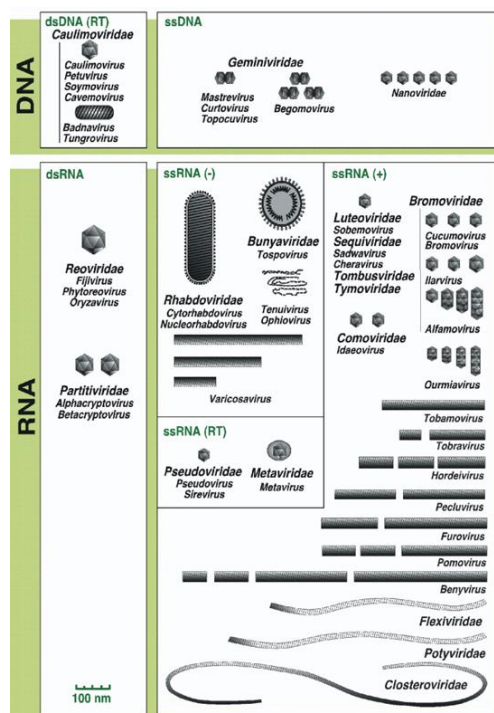 DNA
dsDNA (RT)
Caulimoviridae
Caulimovirus
Petuvirus
Soymovirus
Cavemovirus
Badnavirus
Tungrovirus
ssDNA
Geminiviridae
Mastrevirus
Curtovirus
Topocuvirus
Begomovirus
Nanoviridae
RNA
dsRNA
Reoviridae
Fijivirus
Phytoreovirus
Oryzavirus
Partitiviridae
Alphacryptovirus
Betacryptovirus
100 nm
ssRNA (-)
Rhabdoviridae
Cytorhabdovirus
Nucleorhabdovirus
Bunyaviridae
Tospovirus
Tenuivirus
Ophiovirus
Varicosavirus
ssRNA (RT)
Pseudoviridae
Pseudovirus
Sirevirus
Metaviridae
Metavirus
ssRNA (+)
Luteoviridae
Sobemovirus
Sequiviridae
Sadwavirus
Cheravirus
Tombusviridae
Tymoviridae
Comoviridae
Idaeovirus
Bromoviridae
Cucumovirus
Bromovirus
Ilarvirus
Alfamovirus
Ourmiavirus
Tobamovirus
Tobravirus
Hordeivirus
Pecluvirus
Furovirus
Pomovirus
Benyvirus
Flexiviridae
Potyviridae
Closteroviridae